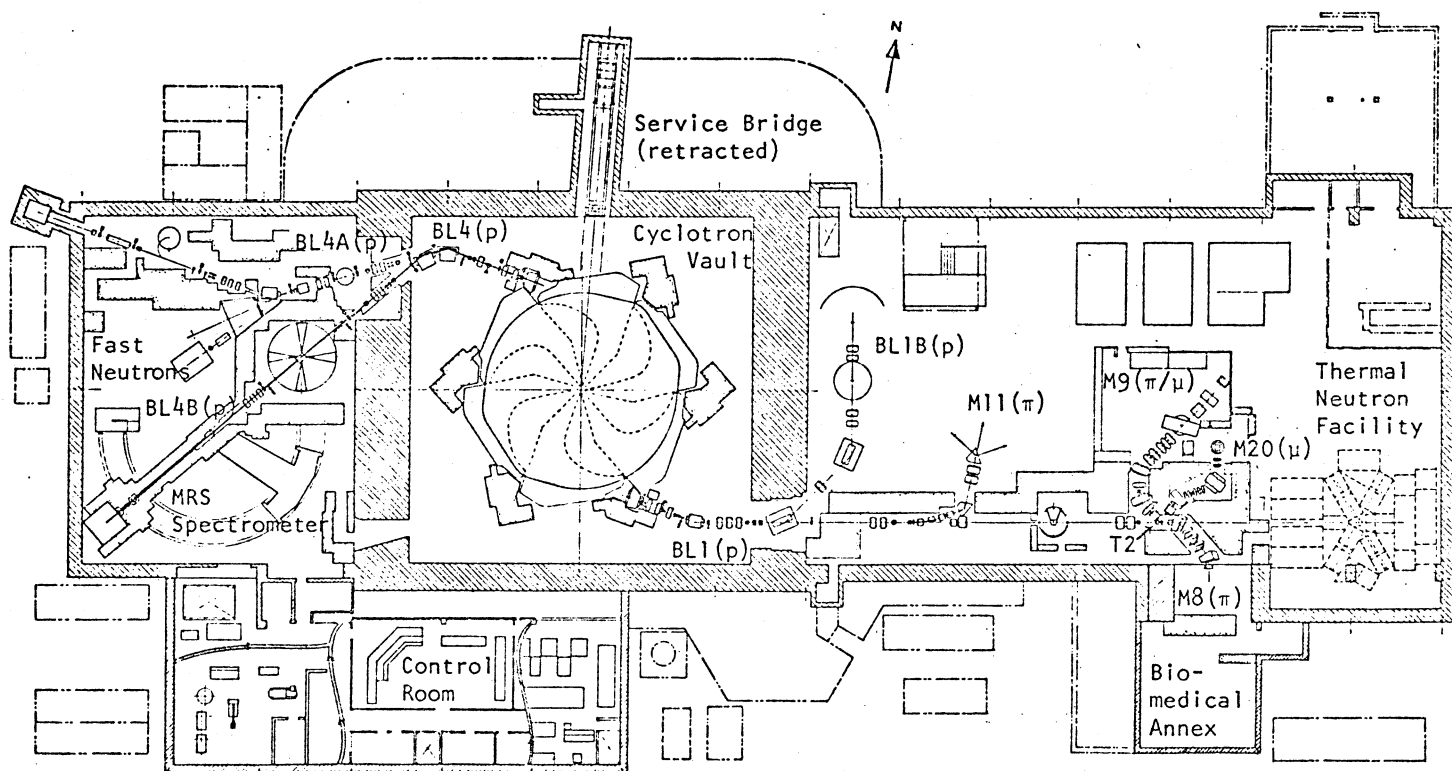 N
Service Bridge
(retracted)
BL4A(p)
BL4(p)
Cyclotron
Vault
Fast
Neutrons
BL4B(p)
BL1B(p)
M9(π/μ)
M11(π)
Thermal
Neutron
Facility
M20(μ)
MRS
Spectrometer
BL1(p)
T2
M8(π)
Control
Room
Bio-
medical
Annex